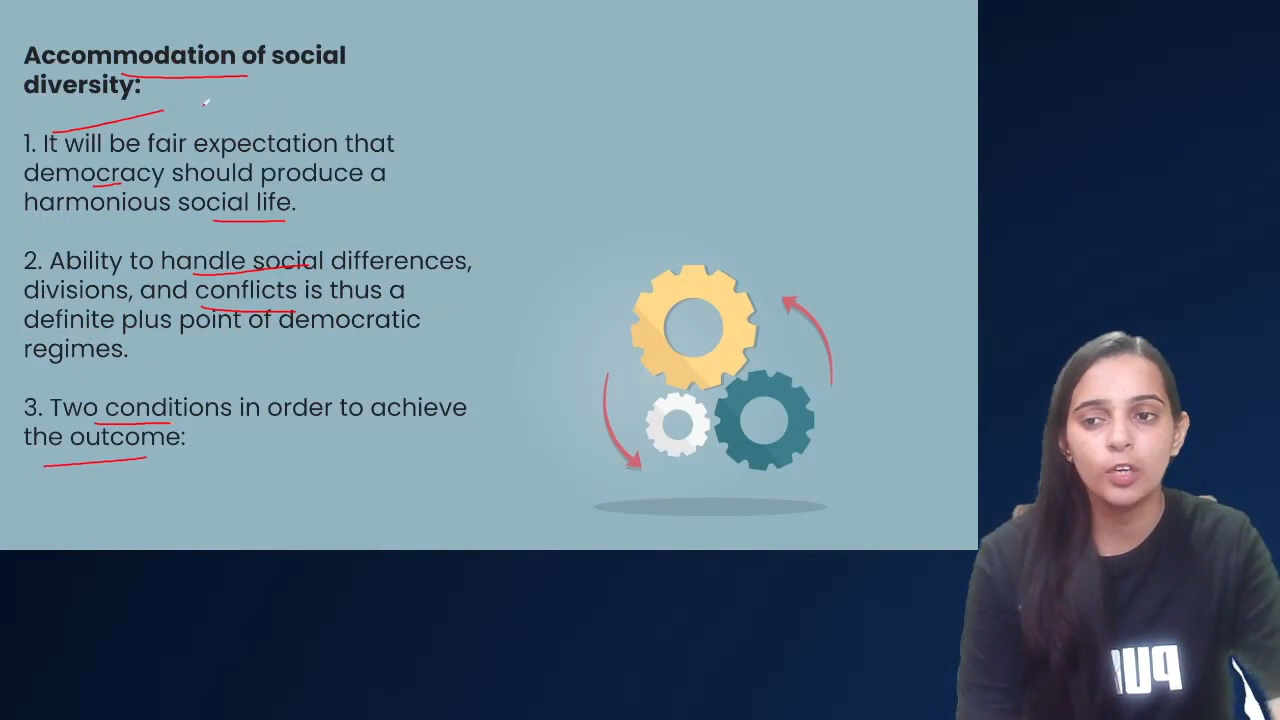 Accommodation of social
diversity:
1. It will be fair expectation that
democracy should produce a
harmonious social life.
2. Ability to handle social differences,
divisions, and conflicts is thus a
definite plus point of democratic
regimes.
3. Two conditions in order to achieve
the outcome: